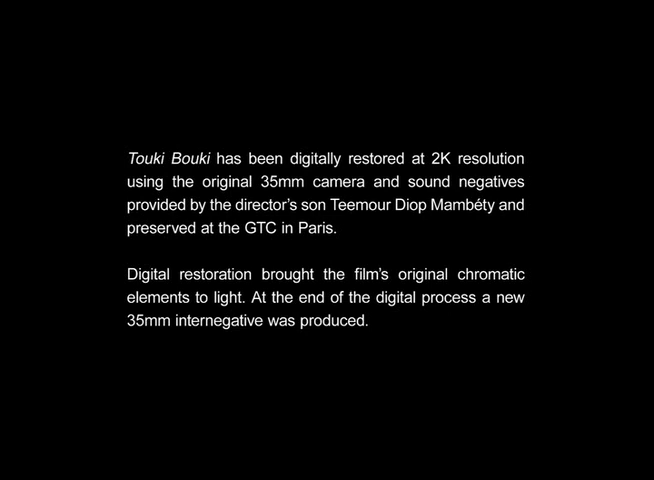 Touki Bouki has been digitally restored at 2K resolution
using the original 35mm camera and sound negatives
provided by the director's son Teemour Diop Mambéty and
preserved at the GTC in Paris.
Digital restoration brought the film's original chromatic
elements to light. At the end of the digital process a new
35mm internegative was produced.